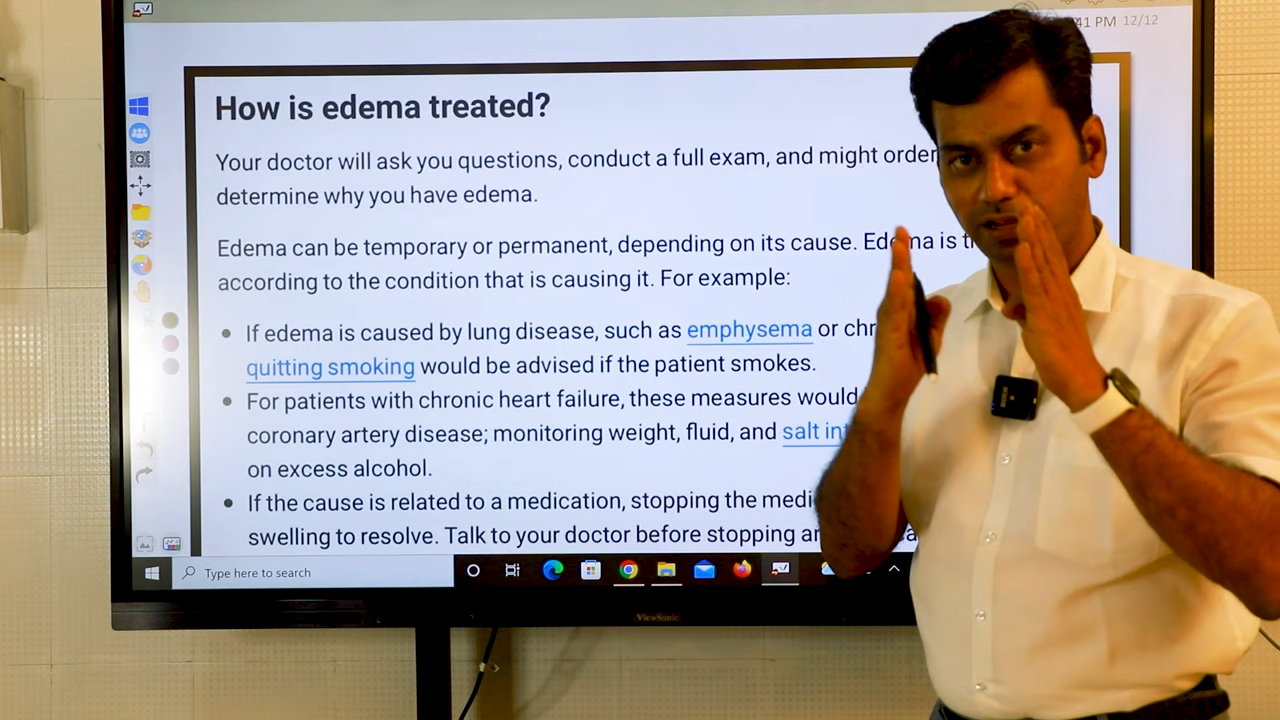 41 PM 12/12
How is edema treated?
Your doctor will ask you questions, conduct a full exam, and might order
determine why you have edema.
Edema can be temporary or permanent, depending on its cause. Edema is
according to the condition that is causing it. For example:
If edema is caused by lung disease, such as emphysema or
quitting smoking would be advised if the patient smokes.
For patients with chronic heart failure, these measures would
coronary artery disease; monitoring weight, fluid, and salt
on excess alcohol.
If the cause is related to a medication, stopping the
swelling to resolve. Talk to your doctor before stopping
Type here to search
ViewSonic